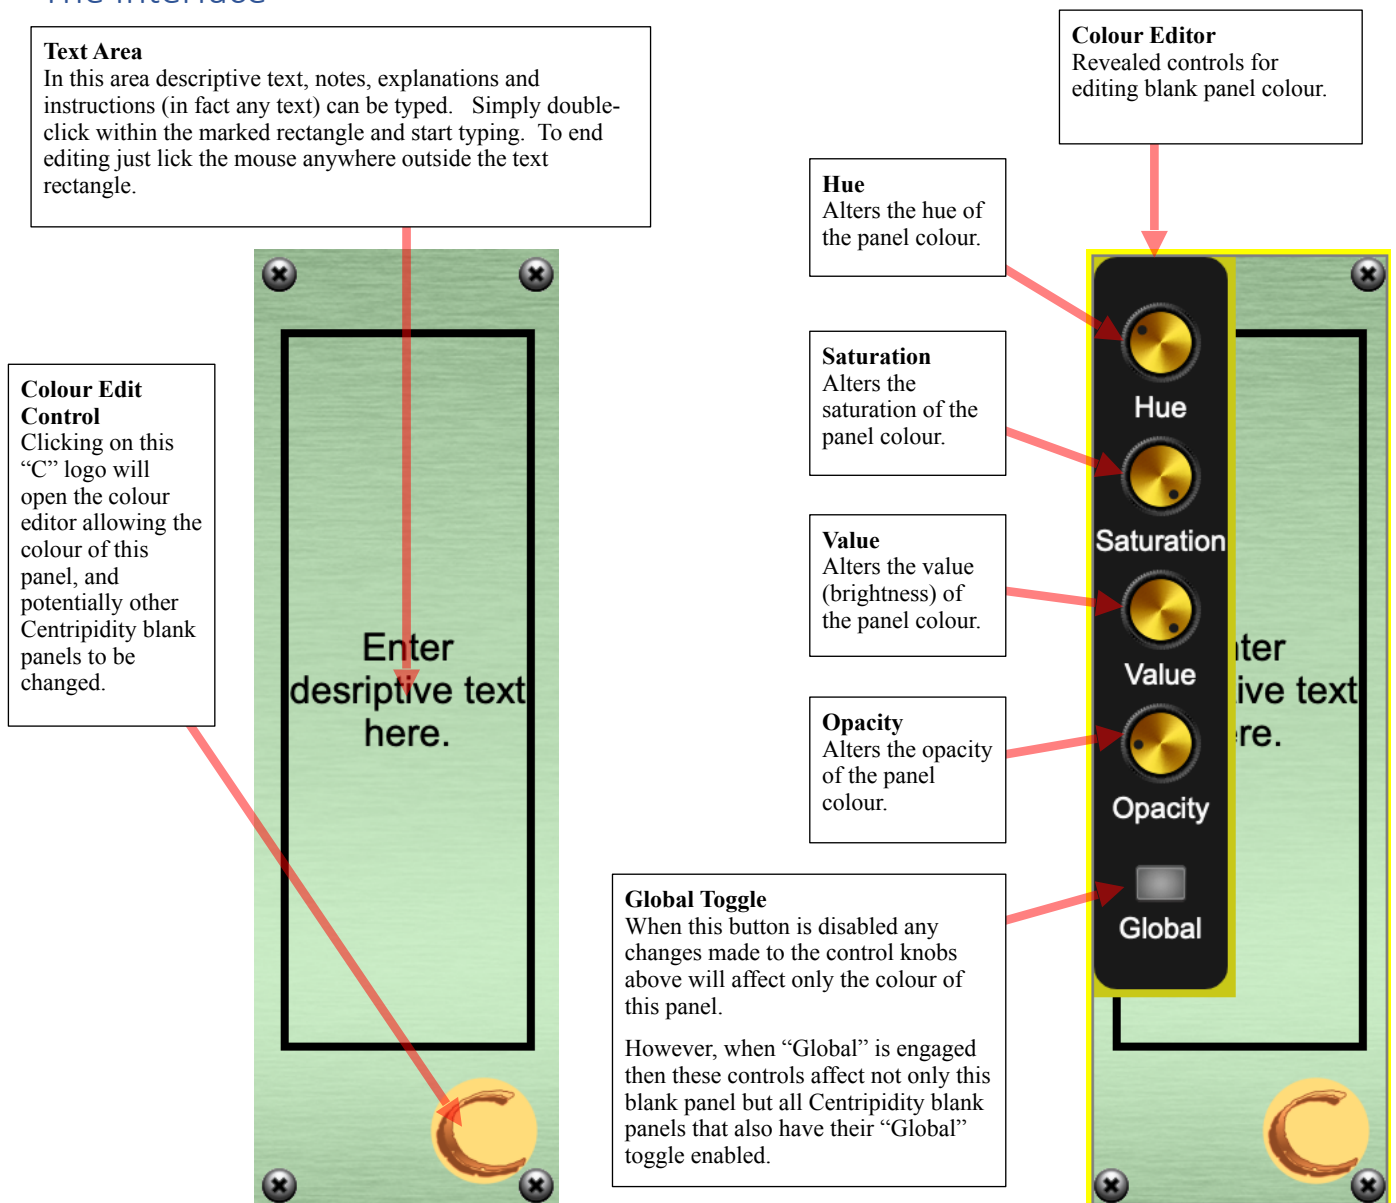 The Interface
Text Area
In this area descriptive text, notes, explanations and
instructions (in fact any text) can be typed.   Simply double-
click within the marked rectangle and start typing.  To end
editing just lick the mouse anywhere outside the text
rectangle.
Colour Editor
Revealed controls for
editing blank panel colour.
Hue
Alters the hue of
the panel colour.
Saturation
Alters the
saturation of the
panel colour.
Colour Edit
Control
Clicking on this
“C” logo will
open the colour
editor allowing the
colour of this
panel, and
potentially other
Centripidity blank
panels to be
changed.
Value
Alters the value
(brightness) of
the panel colour.
Opacity
Alters the opacity
of the panel
colour.
Global Toggle
When this button is disabled any
changes made to the control knobs
above will affect only the colour of
this panel.
However, when “Global” is engaged
then these controls affect not only this
blank panel but all Centripidity blank
panels that also have their “Global”
toggle enabled.
Enter
desriptive text
here.
Hue
Saturation
Value
Opacity
Global
ter
ive text
re.